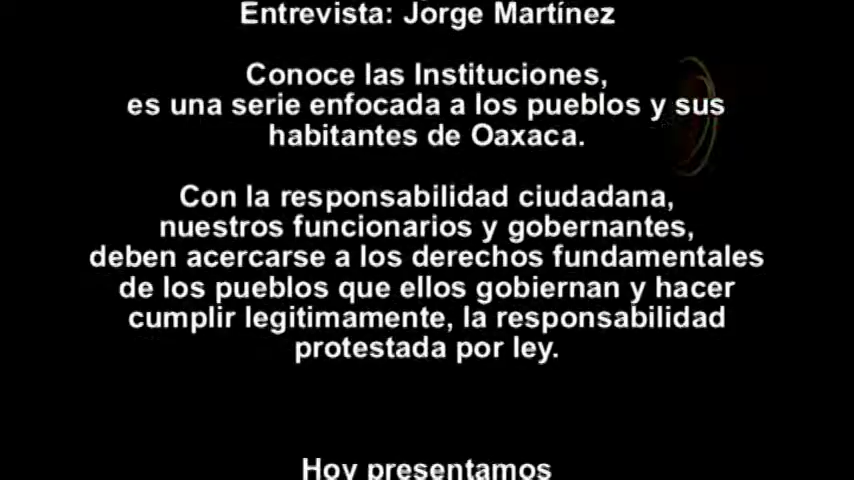 Entrevista: Jorge Martínez
Conoce las Instituciones,
es una serie enfocada a los pueblos y sus
habitantes de Oaxaca.
Con la responsabilidad ciudadana,
nuestros funcionarios y gobernantes,
deben acercarse a los derechos fundamentales
de los pueblos que ellos gobiernan y hacer
cumplir legitimamente, la responsabilidad
protestada por ley.
Hoy presentamos